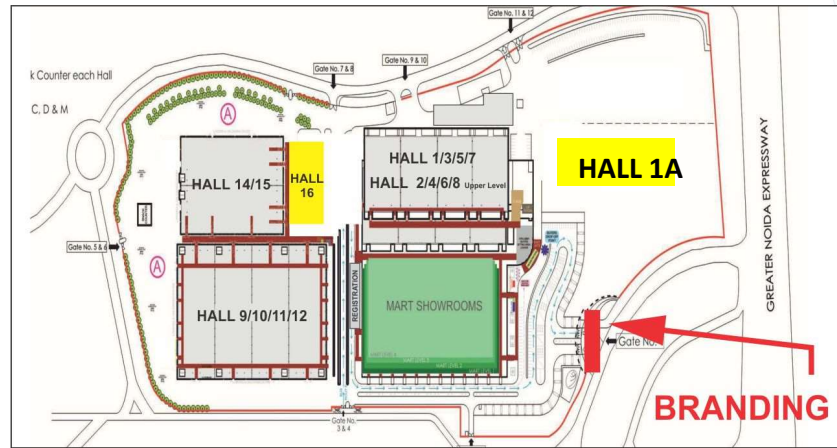 Gate No. 11 & 12
Gate No. 9 & 10
Gate No. 7 & 8
k Counter each Hall
C, D & M
A
HALL 1/3/5/7
HALL 2/4/6/8 Upper Level
HALL 14/15
HALL
16
HALL 1A
GREATER NOIDA EXPRESSWAY
Gate No. 5 & 6
A
HALL 9/10/11/12
REGISTRATION
MART SHOWROOMS
Gate No.
BRANDING
Gate No.
3 & 4